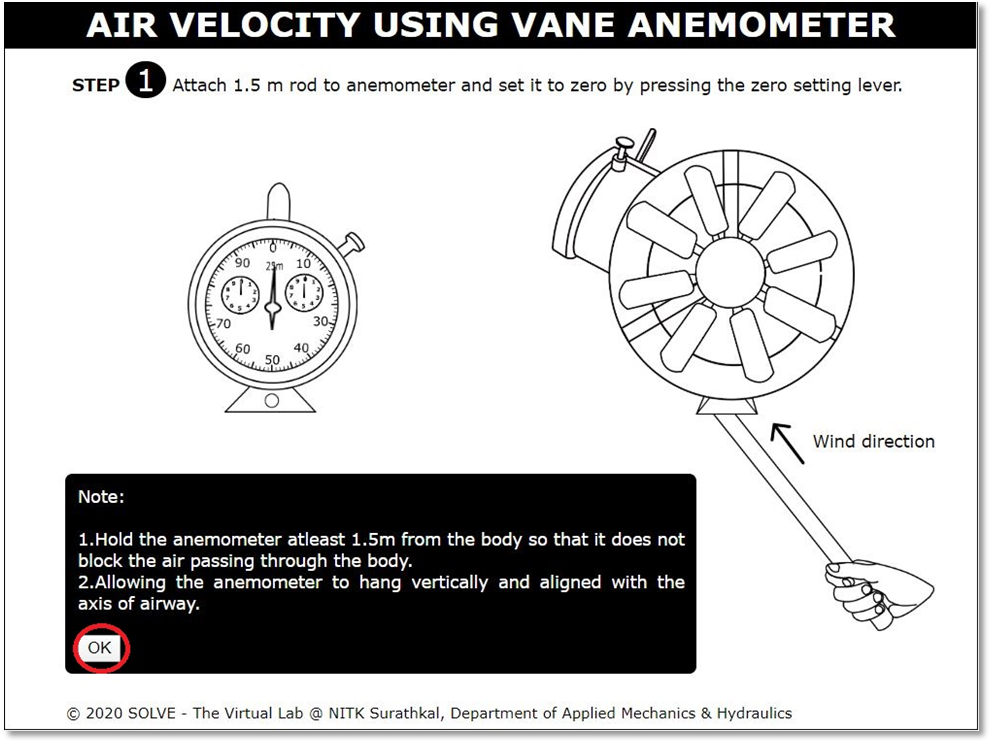 AIR VELOCITY USING VANE ANEMOMETER
STEP 1 Attach 1.5 m rod to anemometer and set it to zero by pressing the zero setting lever.
0
90 25m 10
70 30
60 40
50
Wind direction
Note:
1.Hold the anemometer atleast 1.5m from the body so that it does not
block the air passing through the body.
2.Allowing the anemometer to hang vertically and aligned with the
axis of airway.
OK
© 2020 SOLVE - The Virtual Lab @ NITK Surathkal, Department of Applied Mechanics & Hydraulics